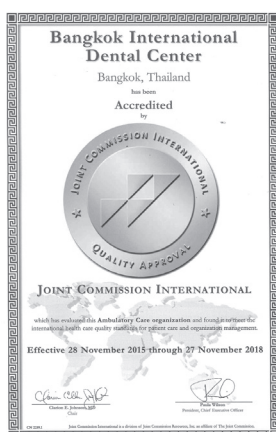 Bangkok International
Dental Center
Bangkok, Thailand
has been
Accredited
by
JOINT COMMISSION INTERNATIONAL
QUALITY APPROVAL
JOINT COMMISSION INTERNATIONAL
which has evaluated this Ambulatory Care organization and found it to meet the
international health care quality standards for patient care and organization management.
Effective 28 November 2015 through 27 November 2018
Chair
Paula Wilson
President, Chief Executive Officer
Joint Commission International is a division of Joint Commission Resources, Inc, an affiliate of The Joint Commission.